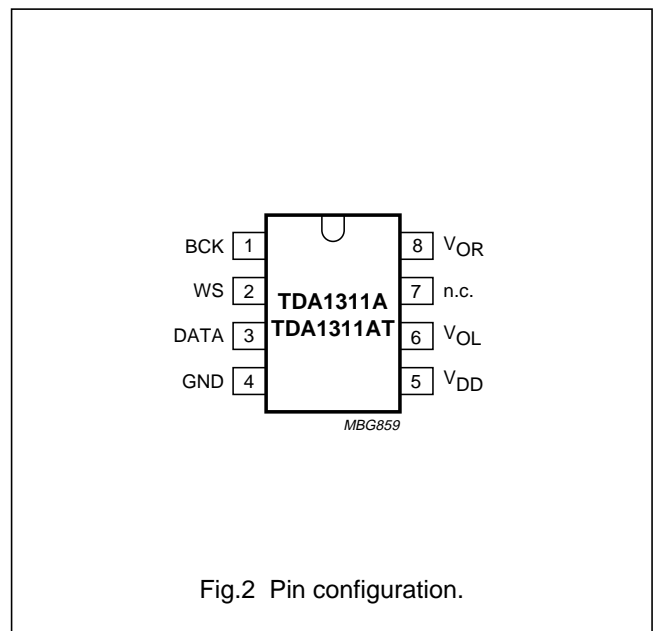 BCK 1 8 VOR
WS 2 TDA1311A 7 n.c.
DATA 3 TDA1311AT 6 VOL
GND 4 5 VDD
MBG859
Fig.2 Pin configuration.